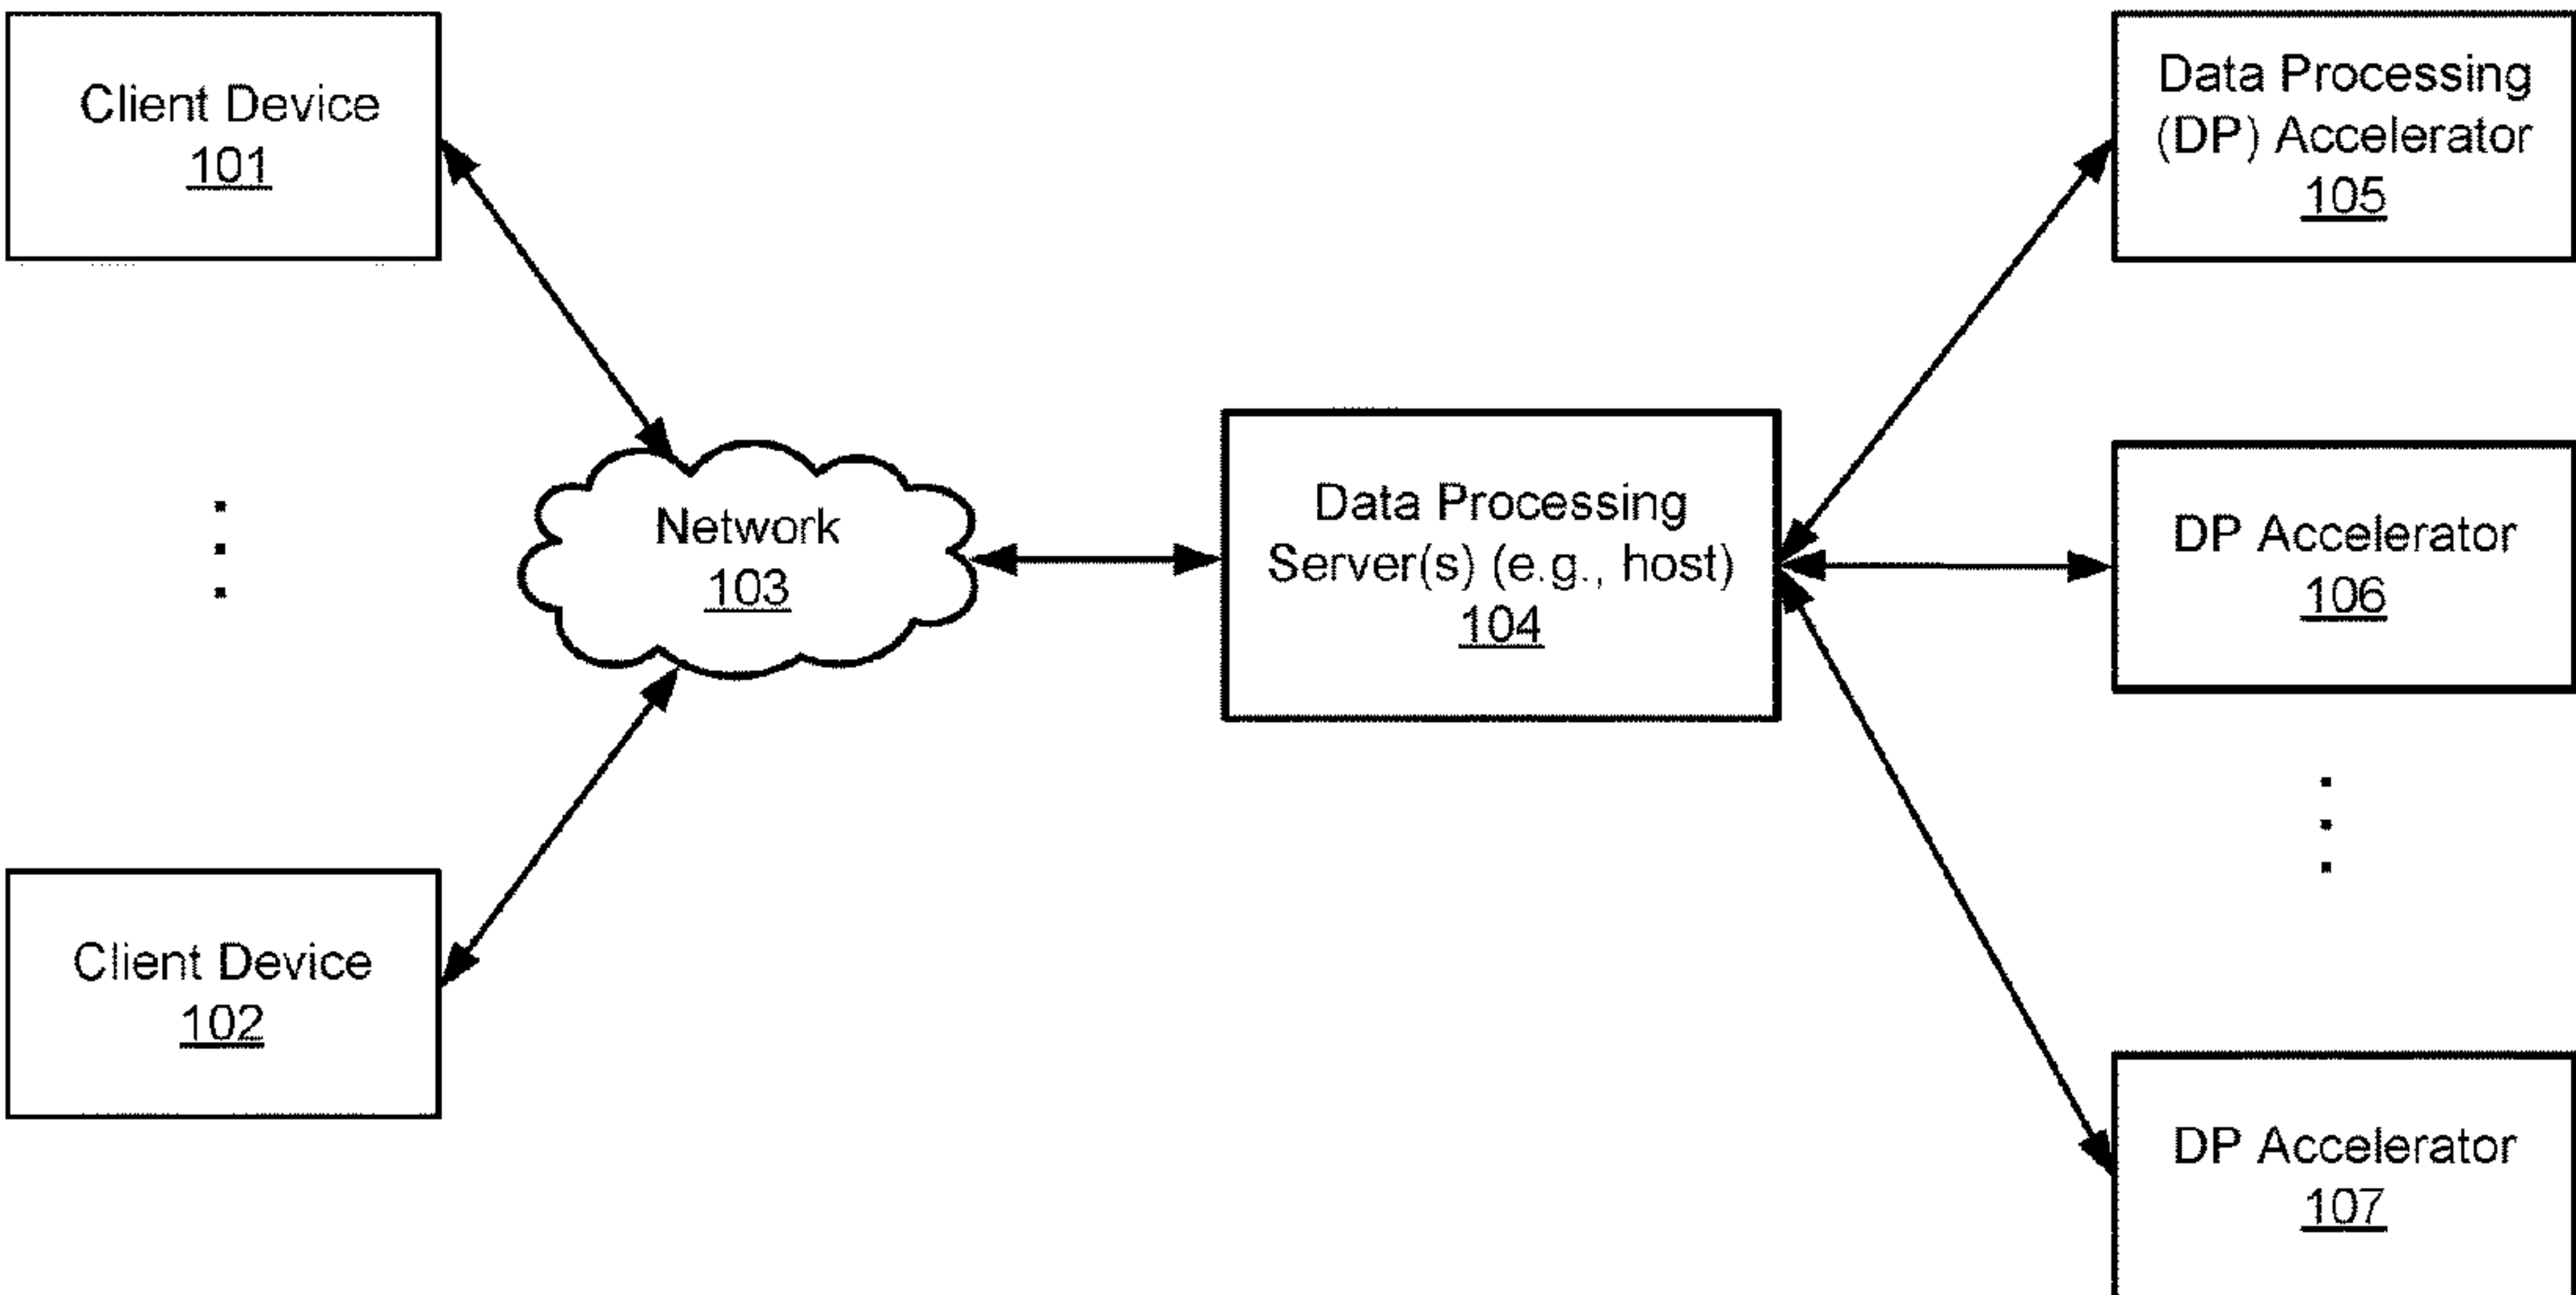 Client Device
101
Data Processing
(DP) Accelerator
105
Network
103
Data Processing
Server(s) (e.g., host)
104
DP Accelerator
106
Client Device
102
DP Accelerator
107